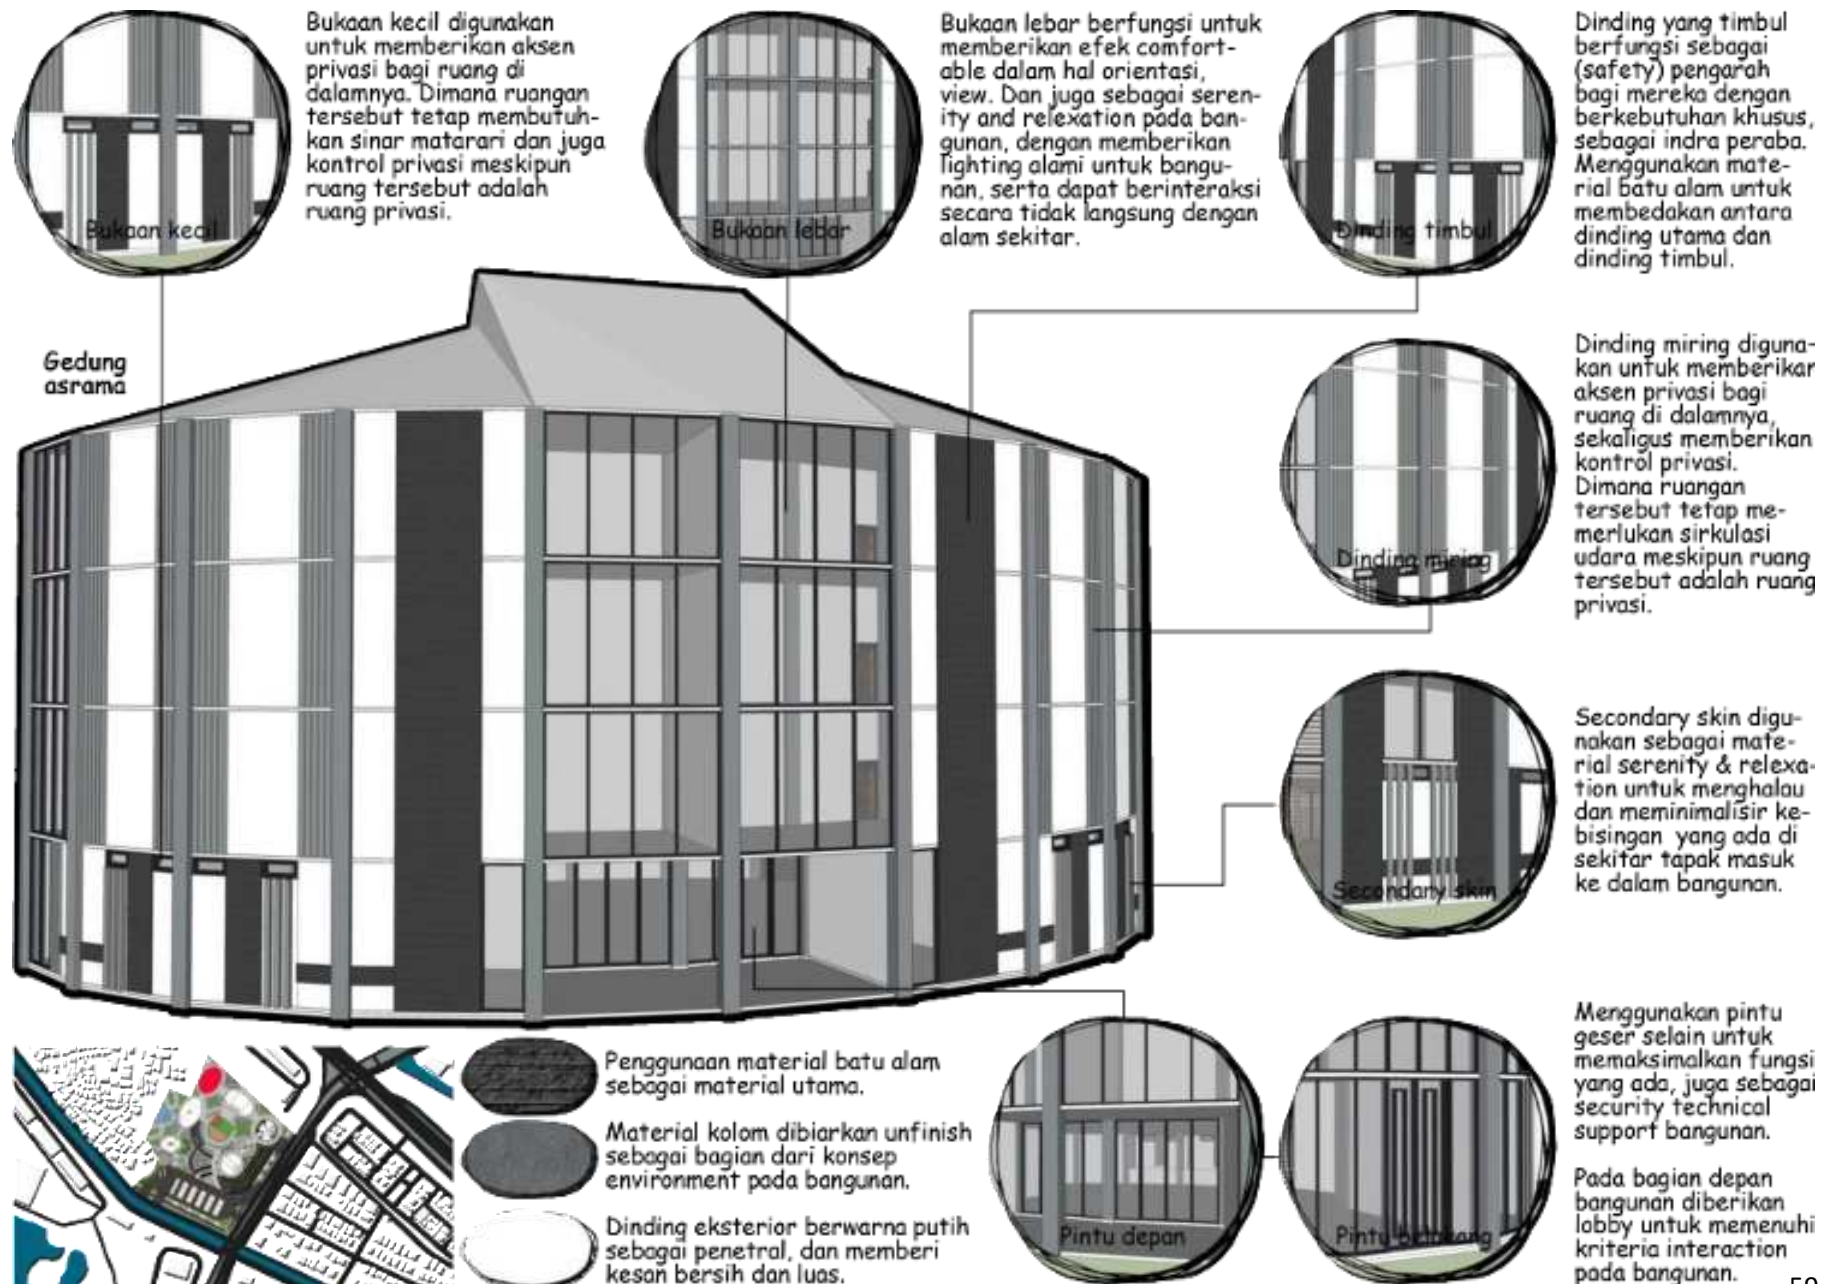 Bukaan kecil digunakan
untuk memberikan aksen
privasi bagi ruang di
dalamnya. Dimana ruangan
tersebut tetap membutuh-
kan sinar matarari dan juga
kontrol privasi meskipun
ruang tersebut adalah
ruang privasi.
Bukaan kecil
Bukaan lebar berfungsi untuk
memberikan efek comfort-
able dalam hal orientasi,
view. Dan juga sebagai seren-
ity and relexation pada ban-
gunan, dengan memberikan
lighting alami untuk bangu-
nan, serta dapat berinteraksi
secara tidak langsung dengan
alam sekitar.
Bukaan lebar
Dinding yang timbul
berfungsi sebagai
(safety) pengarah
bagi mereka dengan
berkebutuhan khusus,
sebagai indra peraba.
Menggunakan mate-
rial batu alam untuk
membedakan antara
dinding utama dan
dinding timbul.
Dinding timbul
Gedung
asrama
Dinding miring diguna-
kan untuk memberikar
aksen privasi bagi
ruang di dalamnya,
sekaligus memberikan
kontrol privasi.
Dimana ruangan
tersebut tetap me-
merlukan sirkulasi
udara meskipun ruang
tersebut adalah ruang
privasi.
Dinding miring
Secondary skin digu-
nakan sebagai mate-
rial serenity & relexa-
tion untuk menghalau
dan meminimalisir ke-
bisingan yang ada di
sekitar tapak masuk
ke dalam bangunan.
Secondary skin
Menggunakan pintu
geser selain untuk
memaksimalkan fungsi
yang ada, juga sebagai
security technical
support bangunan.
Pada bagian depan
bangunan diberikan
lobby untuk memenuhi
kriteria interaction
pada bangunan.
Pintu depan
Pintu belakang
Penggunaan material batu alam
sebagai material utama.
Material kolom dibiarkan unfinish
sebagai bagian dari konsep
environment pada bangunan.
Dinding eksterior berwarna putih
sebagai penetral, dan memberi
kesan bersih dan luas.